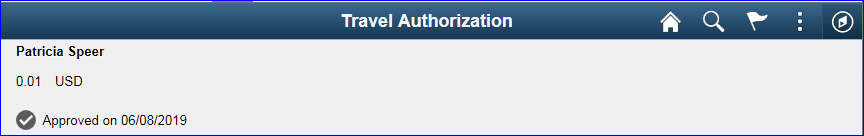 Travel Authorization
Patricia Speer
0.01 USD
Approved on 06/08/2019